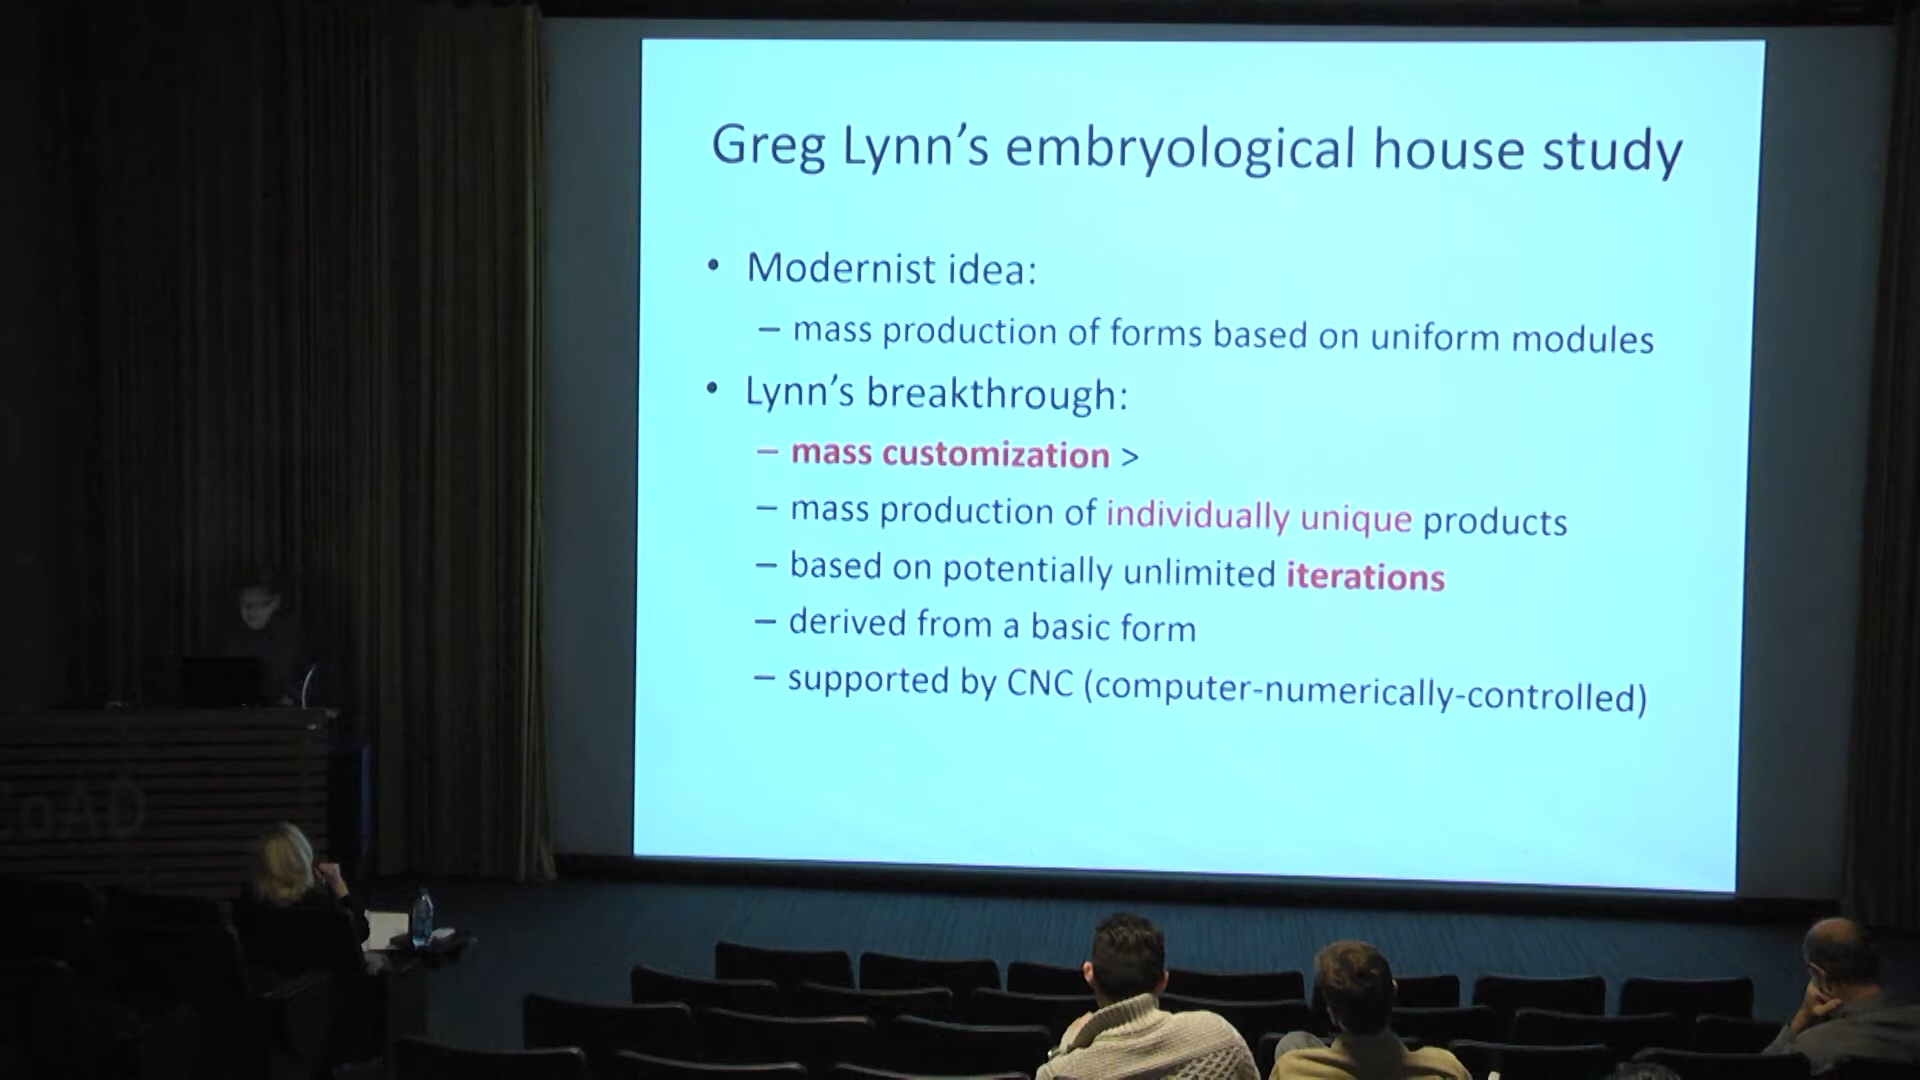 Greg Lynn’s embryological house study
• Modernist idea:
– mass production of forms based on uniform modules
• Lynn’s breakthrough:
– mass customization >
– mass production of individually unique products
– based on potentially unlimited iterations
– derived from a basic form
– supported by CNC (computer-numerically-controlled)
CoAD